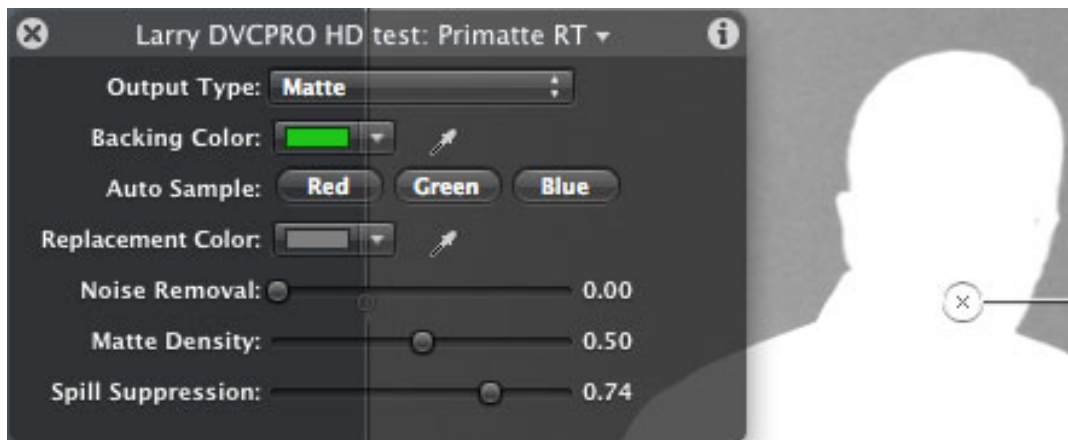 Larry DVCPRO HD test: Primatte RT
Output Type: Matte
Backing Color:
Auto Sample: Red Green Blue
Replacement Color:
Noise Removal: 0.00
Matte Density: 0.50
Spill Suppression: 0.74